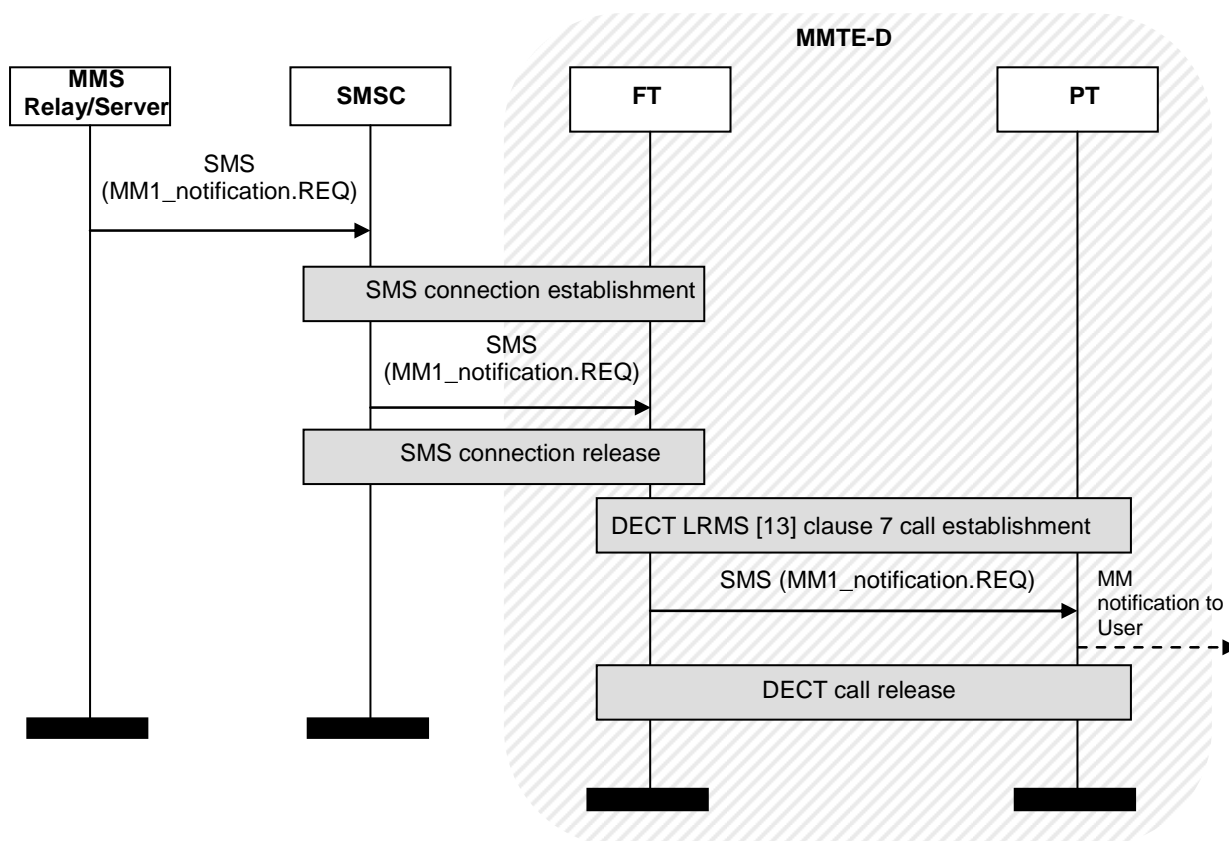 MMTE-D
MMS
Relay/Server
SMSC
FT
PT
SMS
(MM1_notification.REQ)
SMS connection establishment
SMS
(MM1_notification.REQ)
SMS connection release
DECT LRMS [13] clause 7 call establishment
SMS (MM1_notification.REQ)
MM
notification to
User
DECT call release